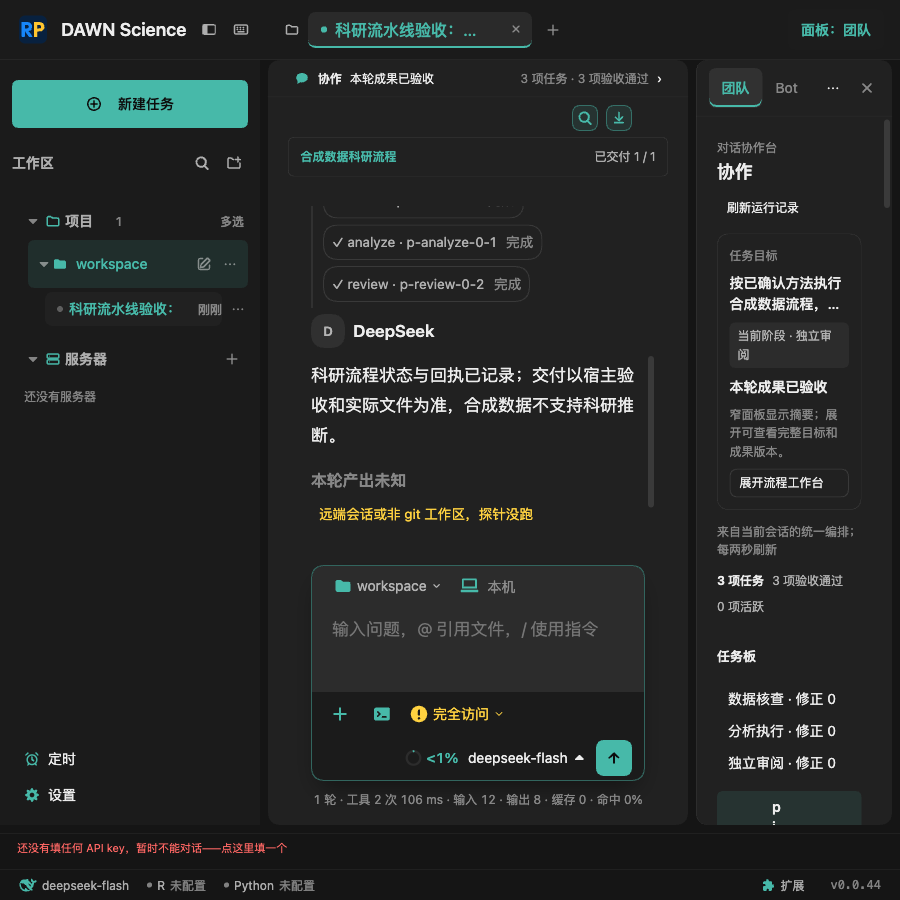 RP DAWN Science
科研流水线验收: ...
面板: 团队
新建任务
工作区
项目 1 多选
workspace
科研流水线验收: 刚刚
服务器
还没有服务器
定时
设置
协作 本轮成果已验收 3 项任务 · 3 项验收通过
合成数据科研流程 已交付 1 / 1
analyze · p-analyze-0-1 完成
review · p-review-0-2 完成
D DeepSeek
科研流程状态与回执已记录；交付以宿主验
收和实际文件为准，合成数据不支持科研推
断。
本轮产出未知
远端会话或非 git 工作区，探针没跑
workspace 本机
输入问题，@ 引用文件，/ 使用指令
完全访问
<1% deepseek-flash
1 轮 · 工具 2 次 106 ms · 输入 12 · 输出 8 · 缓存 0 · 命中 0%
团队 Bot
对话协作台
协作
刷新运行记录
任务目标
按已确认方法执行
合成数据流程，...
当前阶段 · 独立审
阅
本轮成果已验收
窄面板显示摘要；展
开可查看完整目标和
成果版本。
展开流程工作台
来自当前会话的统一编排；
每两秒刷新
3 项任务 3 项验收通过
0 项活跃
任务板
数据核查 · 修正 0
分析执行 · 修正 0
独立审阅 · 修正 0
p
还没有填任何 API key，暂时不能对话——点这里填一个
deepseek-flash R 未配置 Python 未配置
扩展 v0.0.44